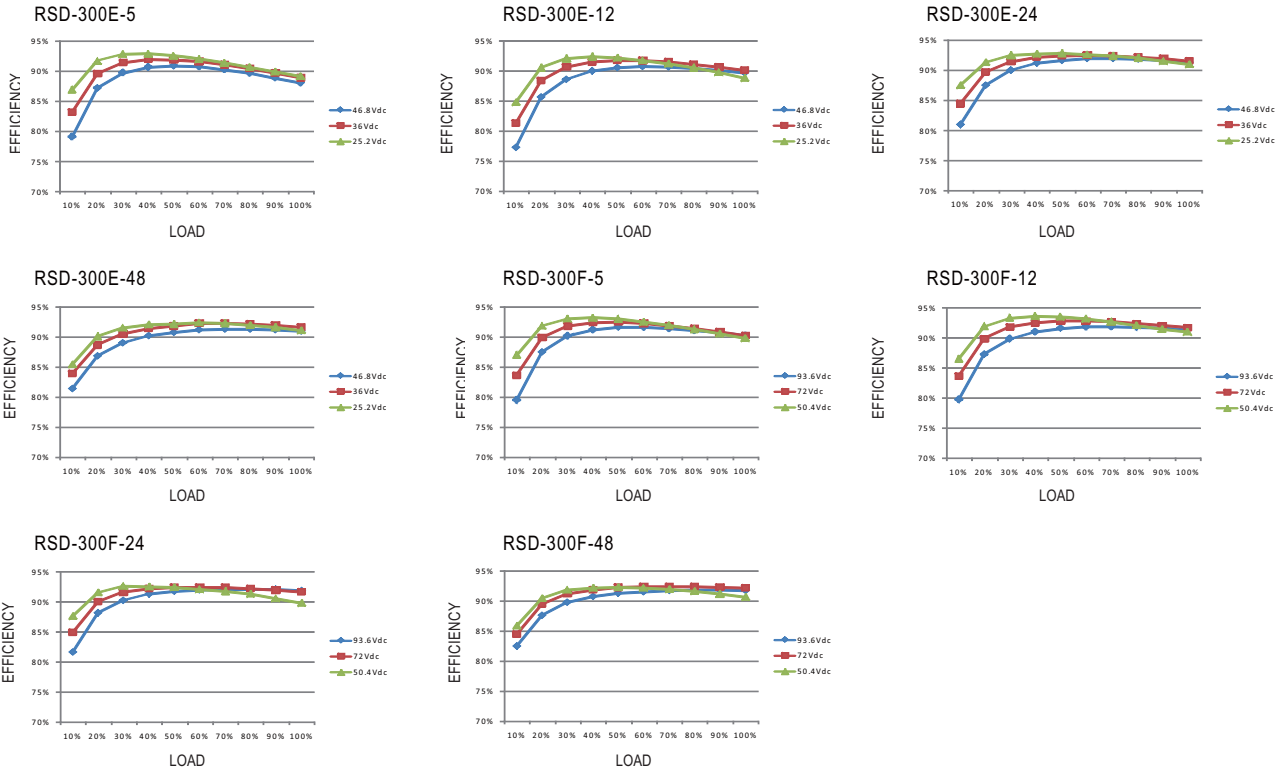 RSD-300E-5
EFFICIENCY
95%
90%
85%
80%
75%
70%
10% 20% 30% 40% 50% 60% 70% 80% 90% 100%
LOAD
46.8Vdc
36Vdc
25.2Vdc
RSD-300E-12
EFFICIENCY
95%
90%
85%
80%
75%
70%
10% 20% 30% 40% 50% 60% 70% 80% 90% 100%
LOAD
46.8Vdc
36Vdc
25.2Vdc
RSD-300E-24
EFFICIENCY
95%
90%
85%
80%
75%
70%
10% 20% 30% 40% 50% 60% 70% 80% 90% 100%
LOAD
46.8Vdc
36Vdc
25.2Vdc
RSD-300E-48
EFFICIENCY
95%
90%
85%
80%
75%
70%
10% 20% 30% 40% 50% 60% 70% 80% 90% 100%
LOAD
46.8Vdc
36Vdc
25.2Vdc
RSD-300F-5
EFFICIENCY
95%
90%
85%
80%
75%
70%
10% 20% 30% 40% 50% 60% 70% 80% 90% 100%
LOAD
93.6Vdc
72Vdc
50.4Vdc
RSD-300F-12
EFFICIENCY
95%
90%
85%
80%
75%
70%
10% 20% 30% 40% 50% 60% 70% 80% 90% 100%
LOAD
93.6Vdc
72Vdc
50.4Vdc
RSD-300F-24
EFFICIENCY
95%
90%
85%
80%
75%
70%
10% 20% 30% 40% 50% 60% 70% 80% 90% 100%
LOAD
93.6Vdc
72Vdc
50.4Vdc
RSD-300F-48
EFFICIENCY
95%
90%
85%
80%
75%
70%
10% 20% 30% 40% 50% 60% 70% 80% 90% 100%
LOAD
93.6Vdc
72Vdc
50.4Vdc